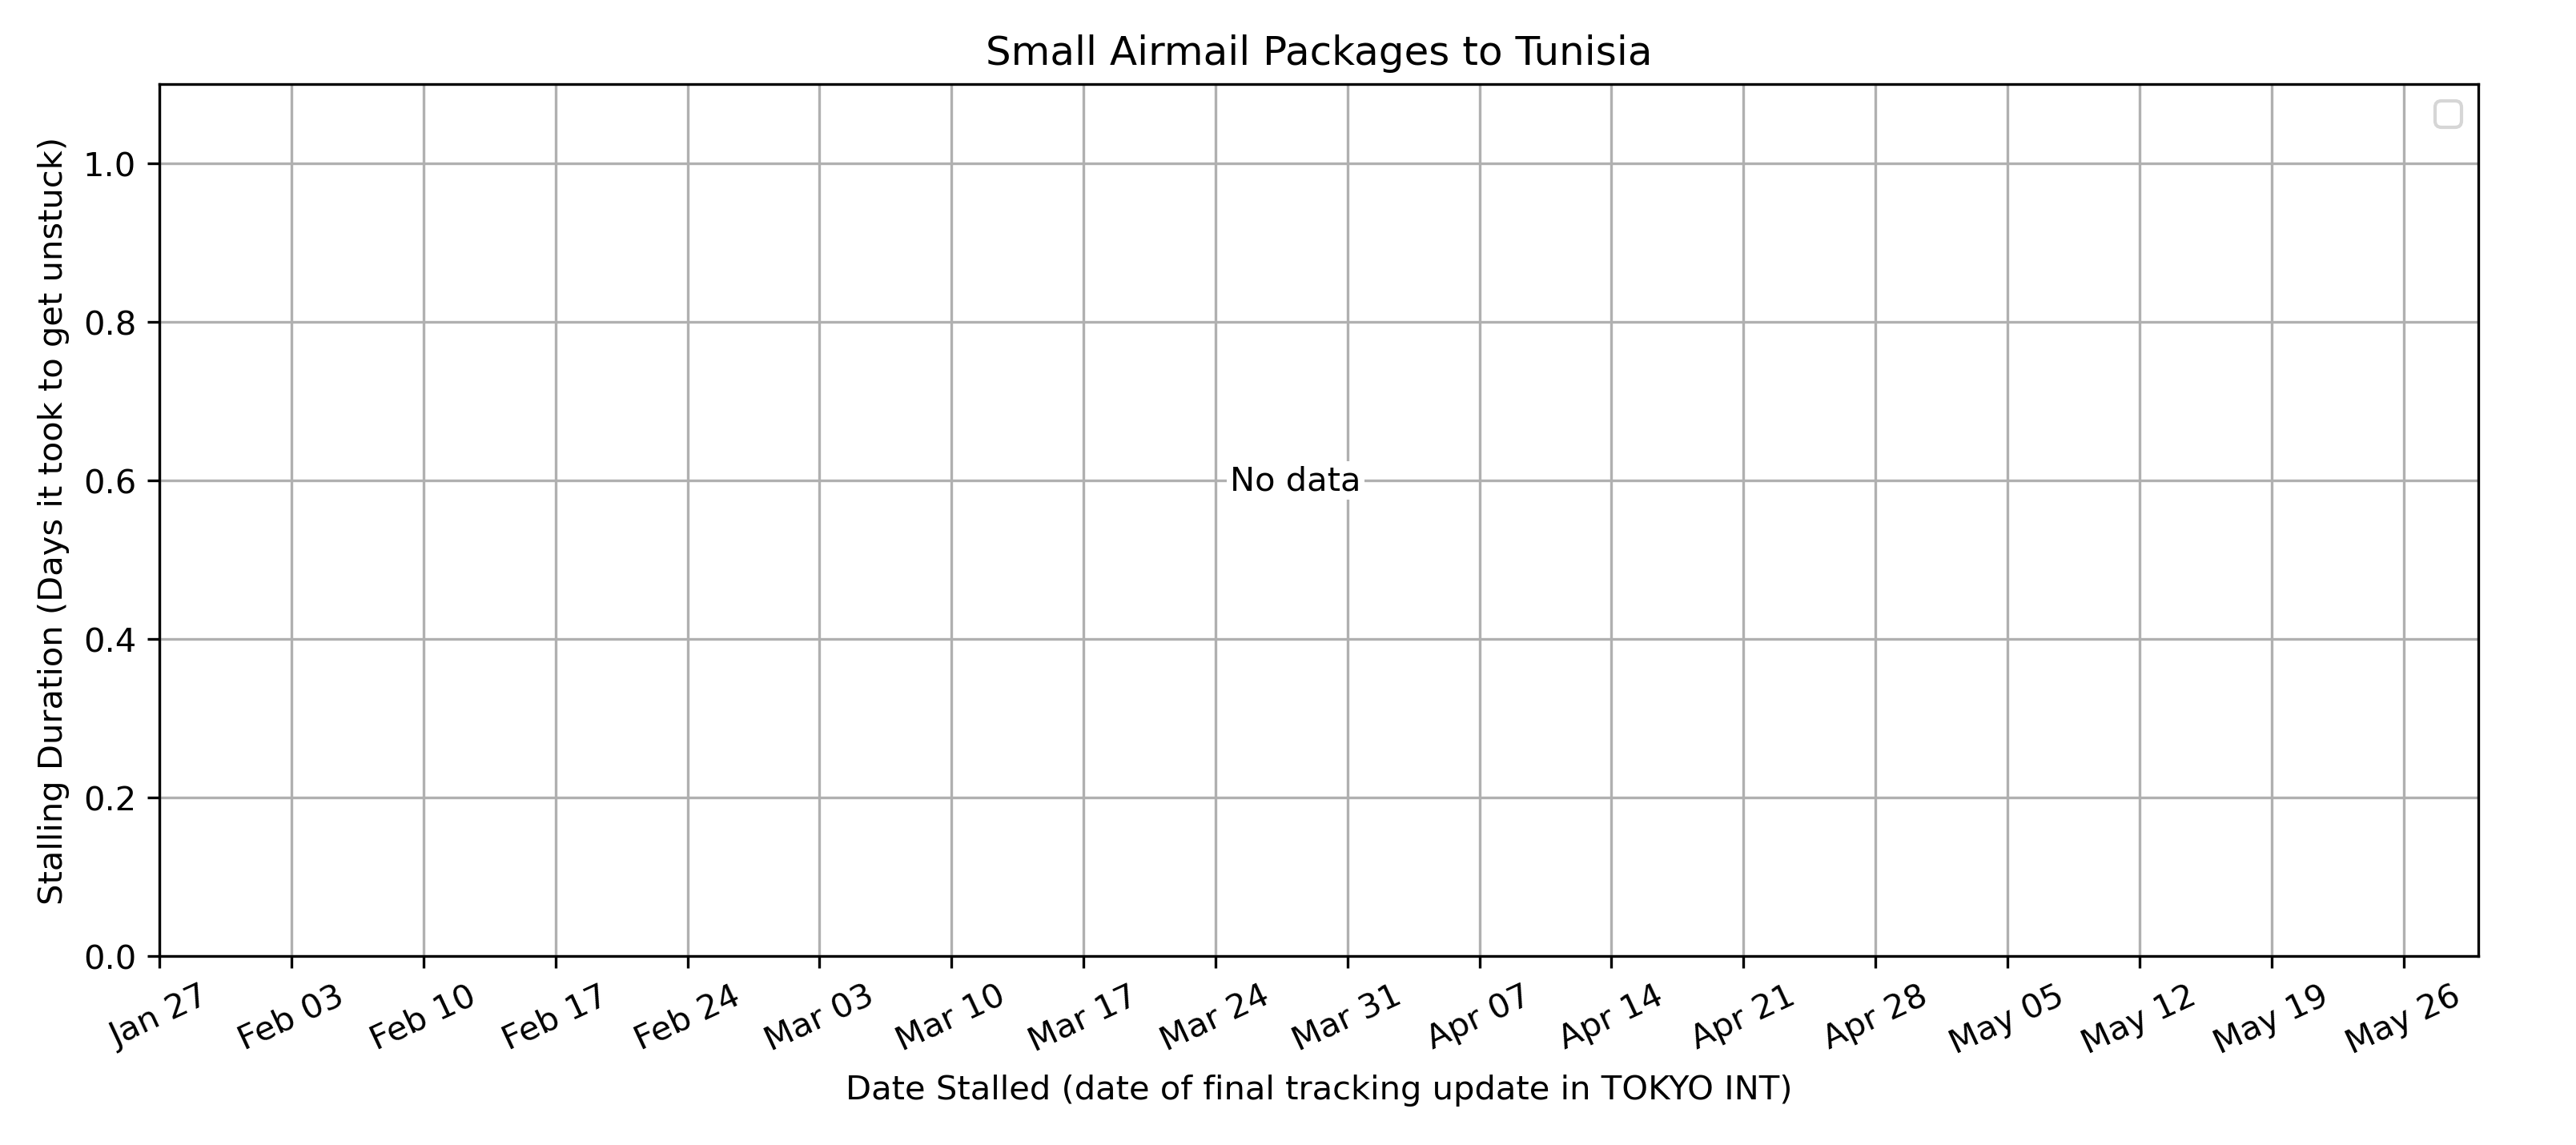 Small Airmail Packages to Tunisia
Stalling Duration (Days it took to get unstuck)
1.0
0.8
0.6
0.4
0.2
0.0
No data
Jan 27
Feb 03
Feb 10
Feb 17
Feb 24
Mar 03
Mar 10
Mar 17
Mar 24
Mar 31
Apr 07
Apr 14
Apr 21
Apr 28
May 05
May 12
May 19
May 26
Date Stalled (date of final tracking update in TOKYO INT)